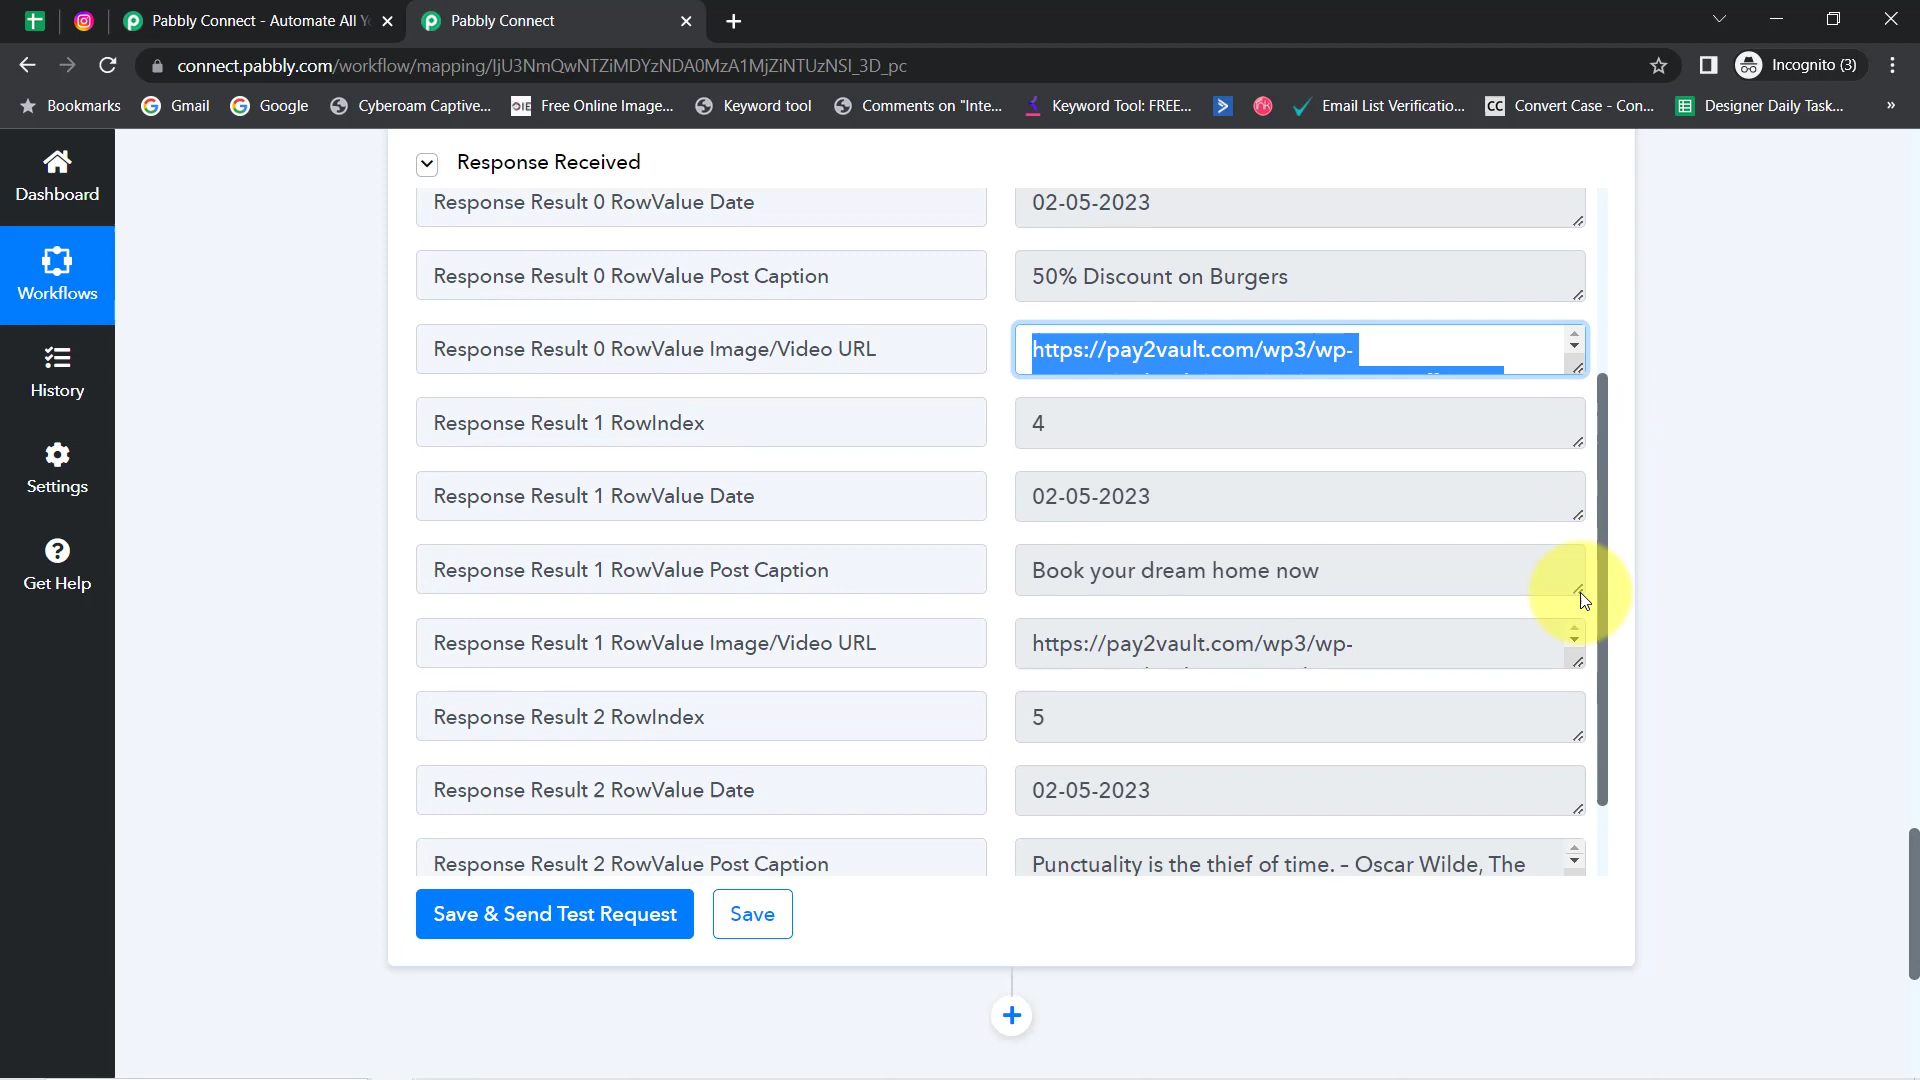 Pabbly Connect - Automate All Y
Pabbly Connect
connect.pabbly.com/workflow/mapping/IjU3NmQwNTZiMDYzNDA0MzA1MjZiNTUzNSI_3D_pc
Incognito (3)
Bookmarks
Gmail
Google
Cyberoam Captive...
Free Online Image...
Keyword tool
Comments on "Inte...
Keyword Tool: FREE...
Email List Verificatio...
CC Convert Case - Con...
Designer Daily Task...
»
Dashboard
Workflows
History
Settings
Get Help
Response Received
Response Result 0 RowValue Date
02-05-2023
Response Result 0 RowValue Post Caption
50% Discount on Burgers
Response Result 0 RowValue Image/Video URL
https://pay2vault.com/wp3/wp-
Response Result 1 RowIndex
4
Response Result 1 RowValue Date
02-05-2023
Response Result 1 RowValue Post Caption
Book your dream home now
Response Result 1 RowValue Image/Video URL
https://pay2vault.com/wp3/wp-
Response Result 2 RowIndex
5
Response Result 2 RowValue Date
02-05-2023
Response Result 2 RowValue Post Caption
Punctuality is the thief of time. – Oscar Wilde, The
Save & Send Test Request
Save